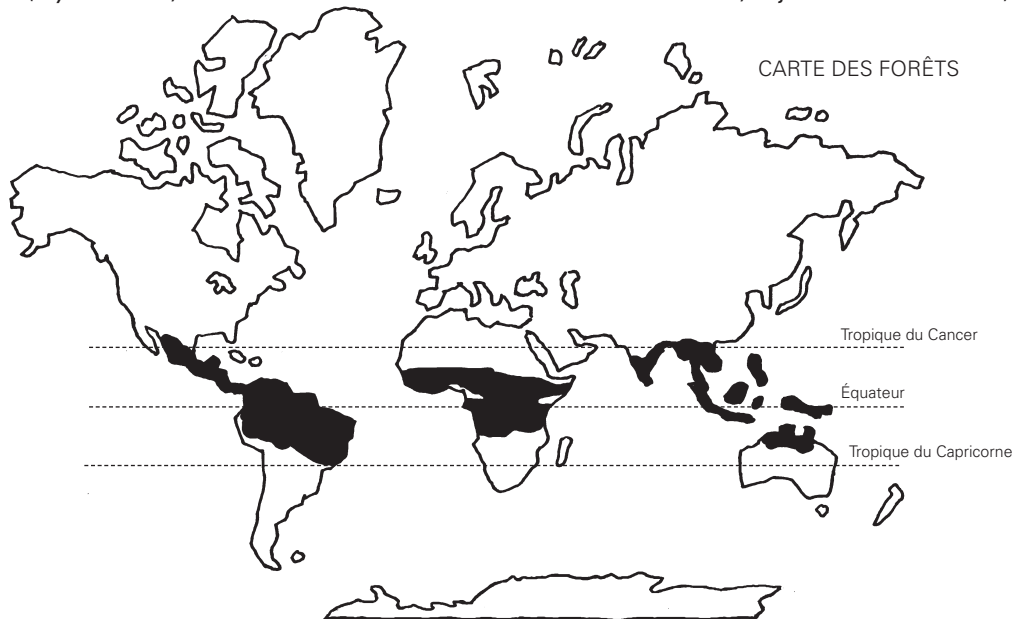 CARTE DES FORÊTS
Tropique du Cancer
Équateur
Tropique du Capricorne